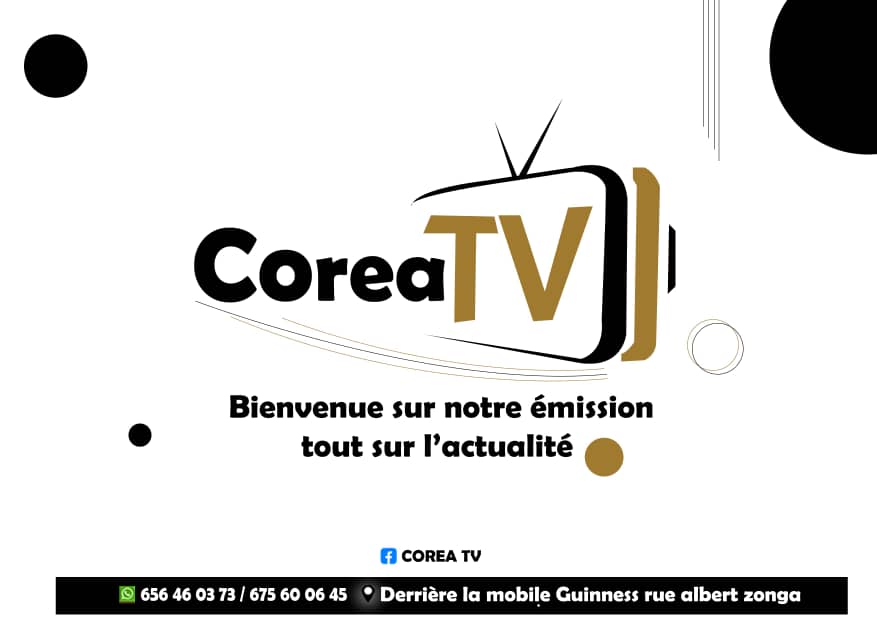 Corea TV
Bienvenue sur notre émission
tout sur l’actualité
COREA TV
656 46 03 73 / 675 60 06 45 Derrière la mobile Guinness rue albert zonga